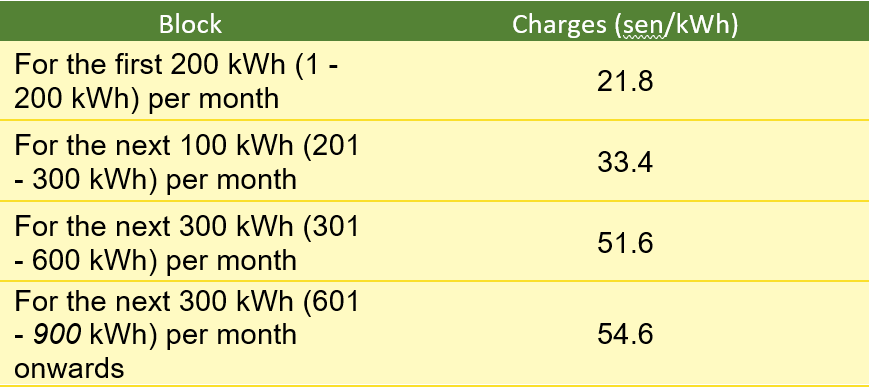 Block Charges (sen/kWh)
For the first 200 kWh (1 -
200 kWh) per month
21.8
For the next 100 kWh (201
- 300 kWh) per month
33.4
For the next 300 kWh (301
- 600 kWh) per month
51.6
For the next 300 kWh (601
- 900 kWh) per month
onwards
54.6